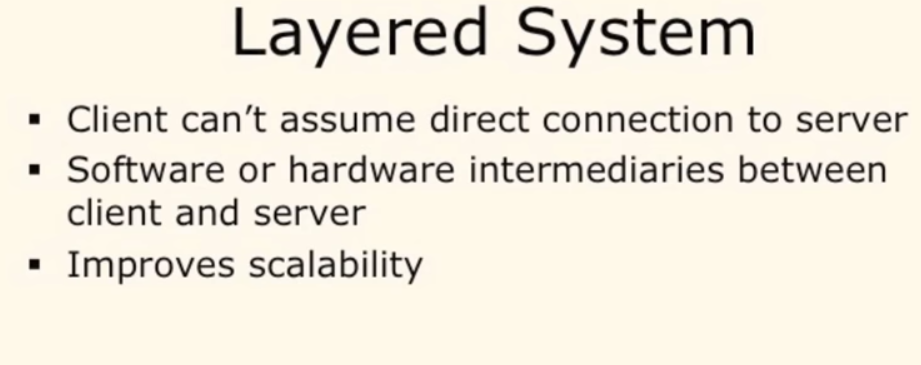 Layered System
▪ Client can’t assume direct connection to server
▪ Software or hardware intermediaries between
client and server
▪ Improves scalability